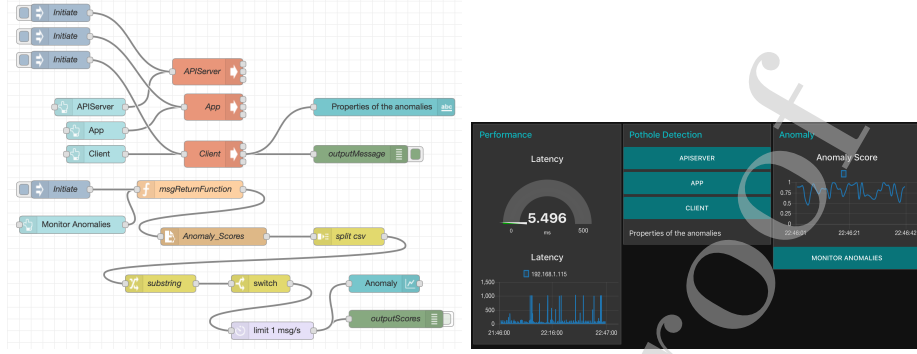 Initiate
Initiate
Initiate
APIServer
APIServer
App
Properties of the anomalies
abc
App
Client
Client
outputMessage
Initiate
msgReturnFunction
Monitor Anomalies
Anomaly_Scores
split csv
substring
switch
Anomaly
outputScores
limit 1 msg/s
Performance
Latency
5.496
0
ms
500
Latency
192.168.1.115
1,500
1,000
500
0
21:46:00
22:16:00
22:47:00
Pothole Detection
APISERVER
APP
CLIENT
Properties of the anomalies
Anomaly
Anomaly Score
1
0.75
0.5
0.25
0
22:46:01
22:46:21
22:46:42
MONITOR ANOMALIES
roof